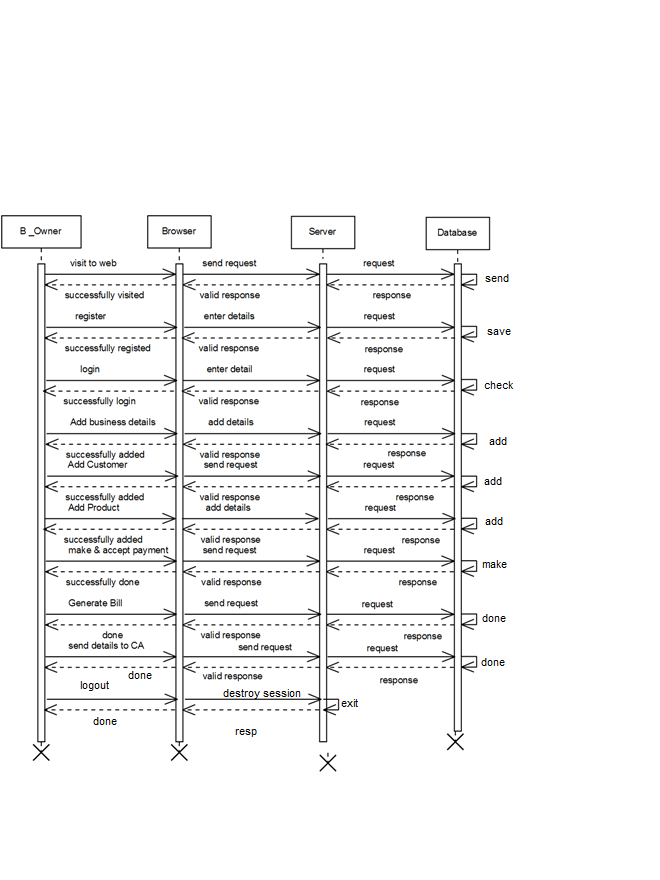 B _Owner
Browser
Server
Database
visit to web
send request
request
send
successfully visited
valid response
response
register
enter details
request
save
successfully registed
valid response
response
login
enter detail
request
check
successfully login
valid response
response
Add business details
add details
request
add
successfully added
valid response
response
Add Customer
send request
request
add
successfully added
valid response
response
Add Product
add details
request
add
successfully added
valid response
response
make & accept payment
send request
request
make
successfully done
valid response
response
Generate Bill
send request
request
done
done
valid response
response
send details to CA
send request
request
done
done
valid response
response
logout
destroy session
exit
done
resp